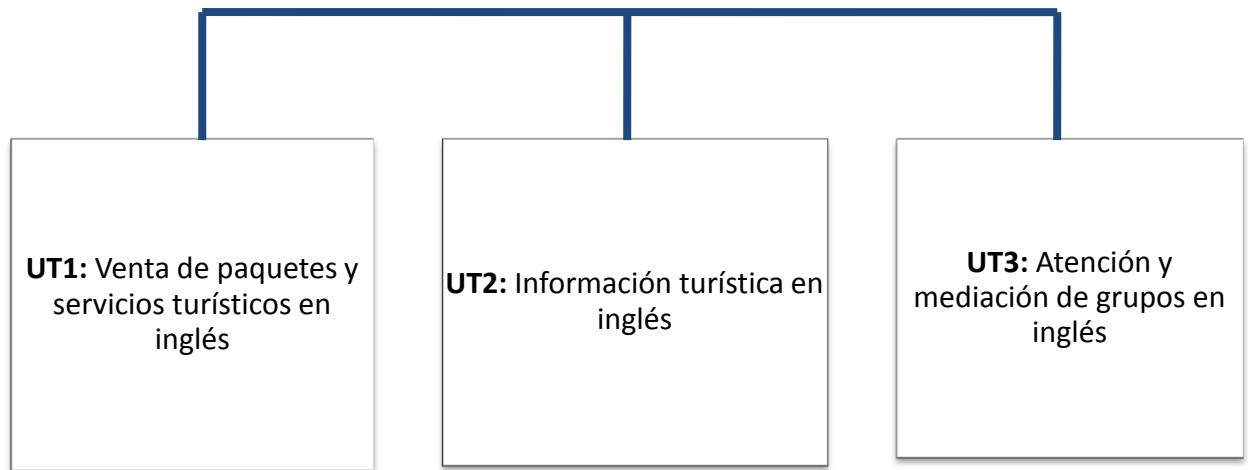 UT1: Venta de paquetes y
servicios turísticos en
inglés
UT2: Información turística en
inglés
UT3: Atención y
mediación de grupos en
inglés